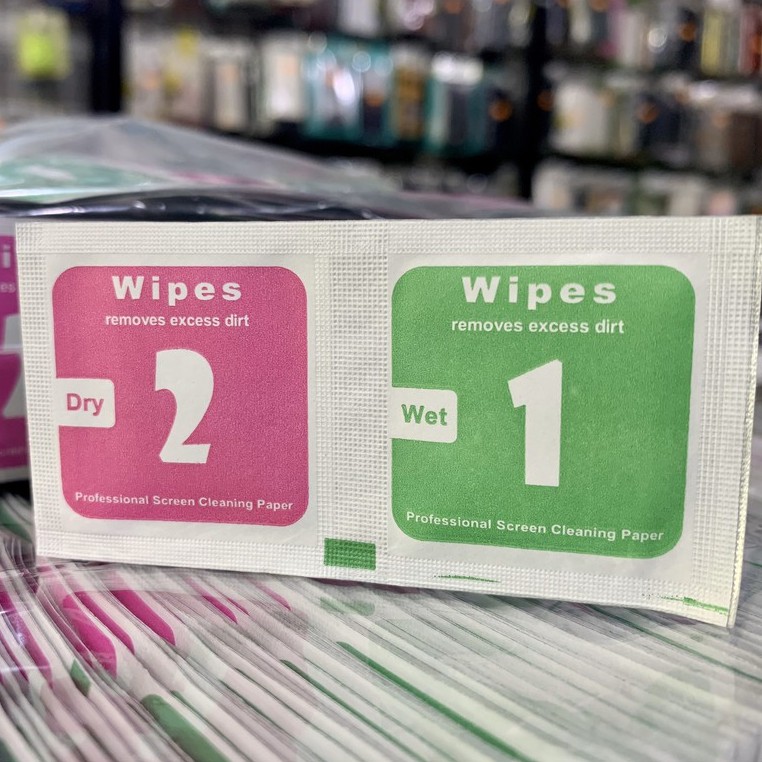 Wipes
removes excess dirt
2
Dry
Professional Screen Cleaning Paper
Wipes
removes excess dirt
1
Wet
Professional Screen Cleaning Paper